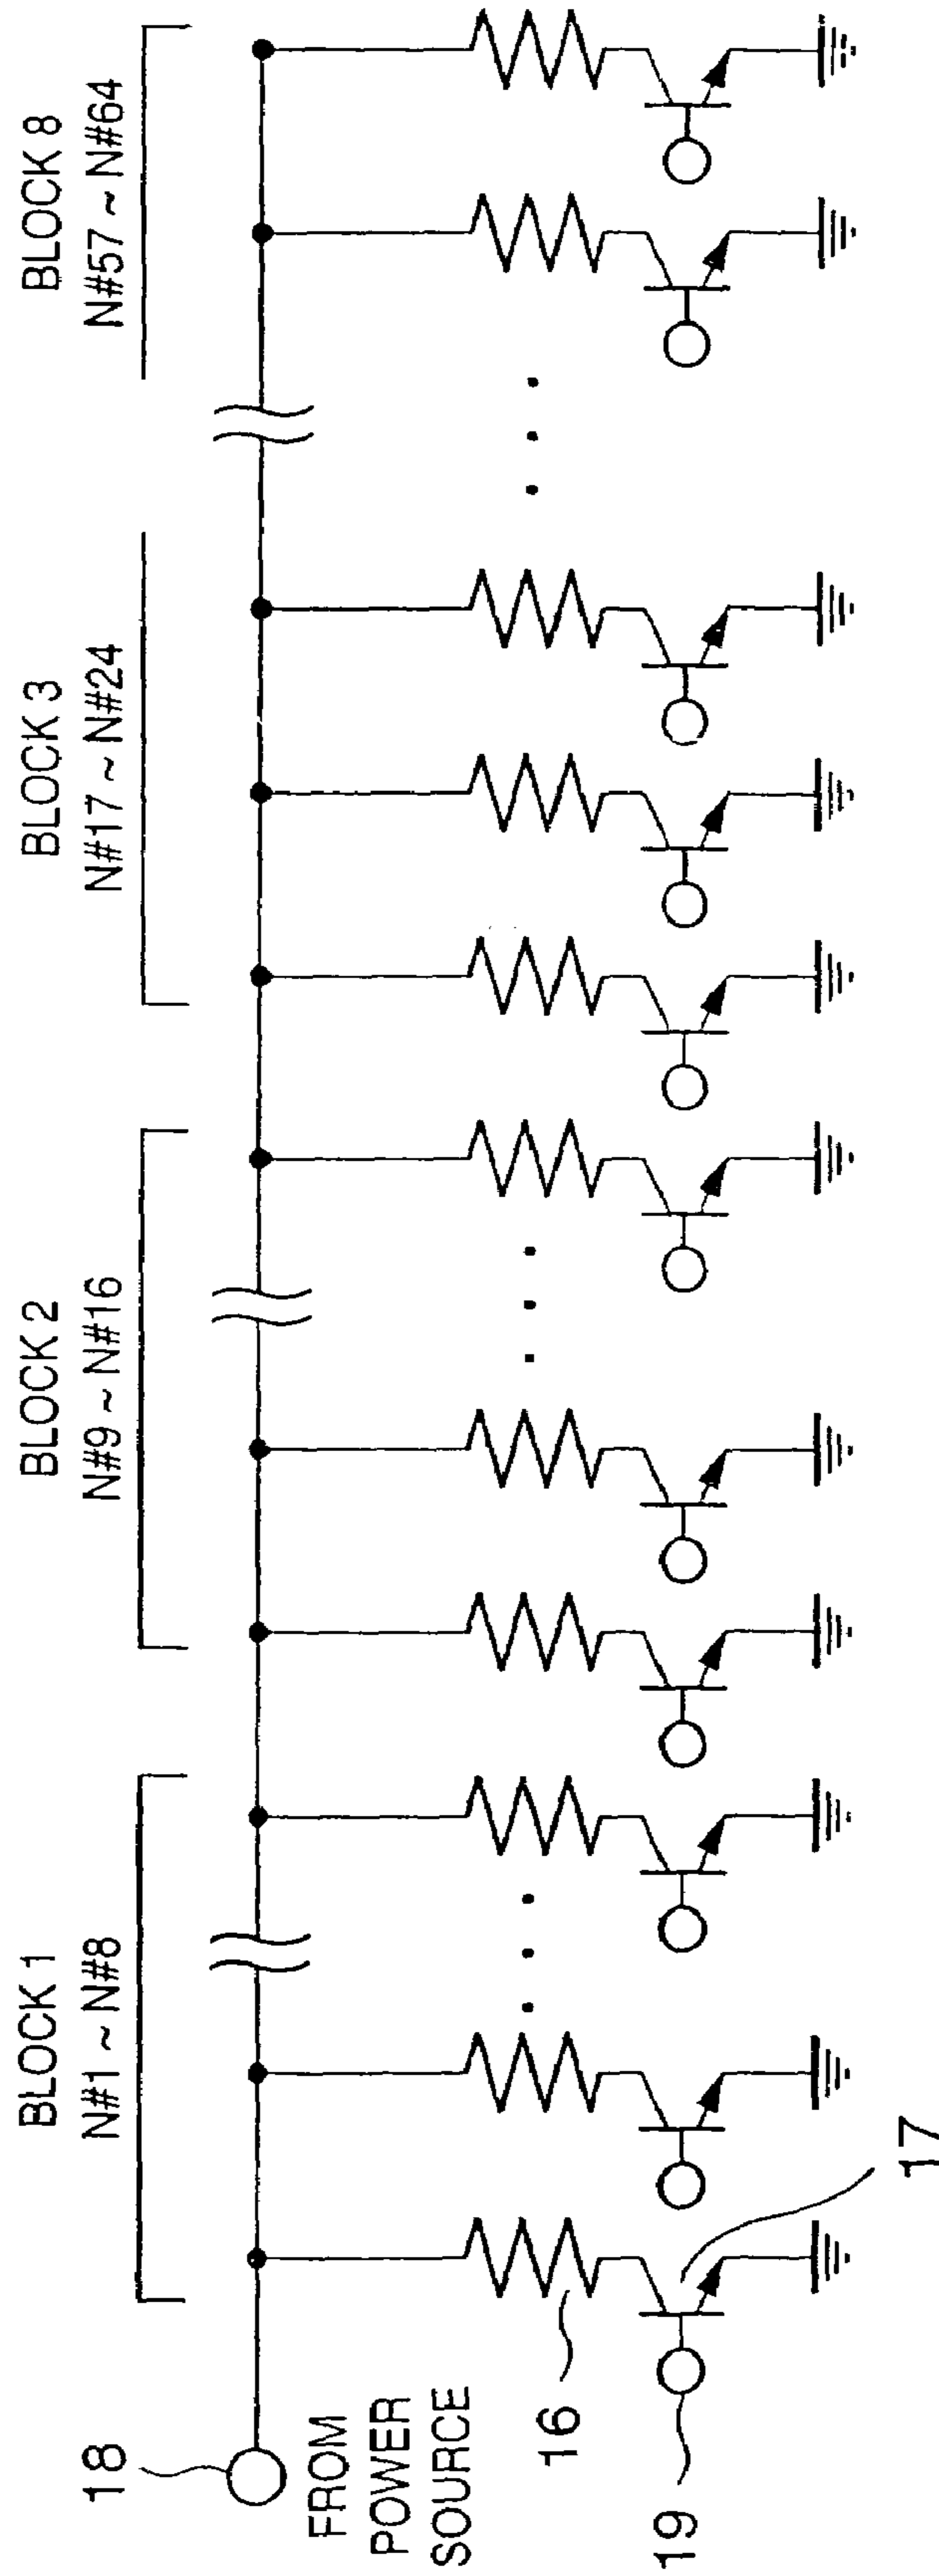 BLOCK 1
N#1 ~ N#8
BLOCK 2
N#9 ~ N#16
BLOCK 3
N#17 ~ N#24
BLOCK 8
N#57 ~ N#64
18
FROM
POWER
SOURCE
16
19
17